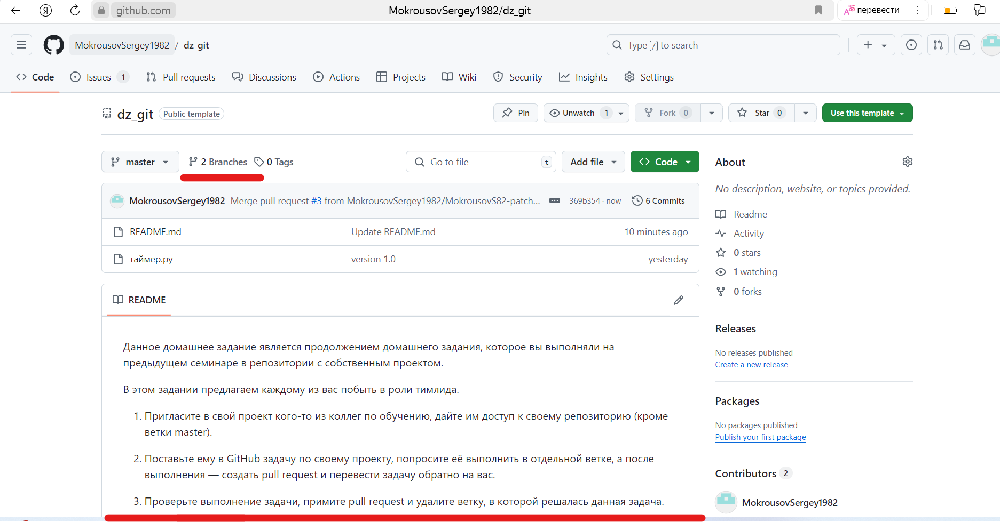 Я github.com MokrousovSergey1982/dz_git перевести
MokrousovSergey1982 / dz_git Type / to search
Code Issues 1 Pull requests Discussions Actions Projects Wiki Security Insights Settings
dz_git Public template Pin Unwatch 1 Fork 0 Star 0 Use this template
master 2 Branches 0 Tags Go to file t Add file Code
MokrousovSergey1982 Merge pull request #3 from MokrousovSergey1982/MokrousovS82-patch... 369b354 · now 6 Commits
README.md Update README.md 10 minutes ago
таймер.py version 1.0 yesterday
README
Данное домашнее задание является продолжением домашнего задания, которое вы выполняли на
предыдущем семинаре в репозитории с собственным проектом.
В этом задании предлагаем каждому из вас побыть в роли тимлида.
1. Пригласите в свой проект кого-то из коллег по обучению, дайте им доступ к своему репозиторию (кроме
ветки master).
2. Поставьте ему в GitHub задачу по своему проекту, попросите её выполнить в отдельной ветке, а после
выполнения — создать pull request и перевести задачу обратно на вас.
3. Проверьте выполнение задачи, примите pull request и удалите ветку, в которой решалась данная задача.
About
No description, website, or topics provided.
Readme
Activity
0 stars
1 watching
0 forks
Releases
No releases published
Create a new release
Packages
No packages published
Publish your first package
Contributors 2
MokrousovSergey1982